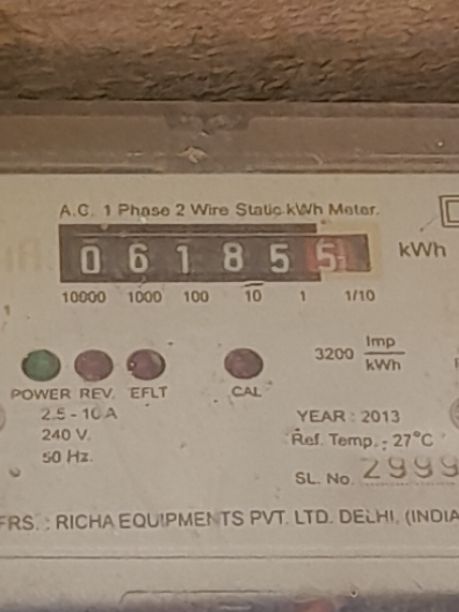 A.C. 1 Phase 2 Wire Static kWh Meter.
0 6 1 8 5 5 kWh
10000 1000 100 10 1 1/10
3200 Imp/kWh
POWER REV. EFLT CAL
2.5 - 10 A
240 V.
50 Hz.
YEAR : 2013
Ref. Temp. - 27°C
SL. No. 2999
FRS. : RICHA EQUIPMENTS PVT. LTD. DELHI. (INDIA